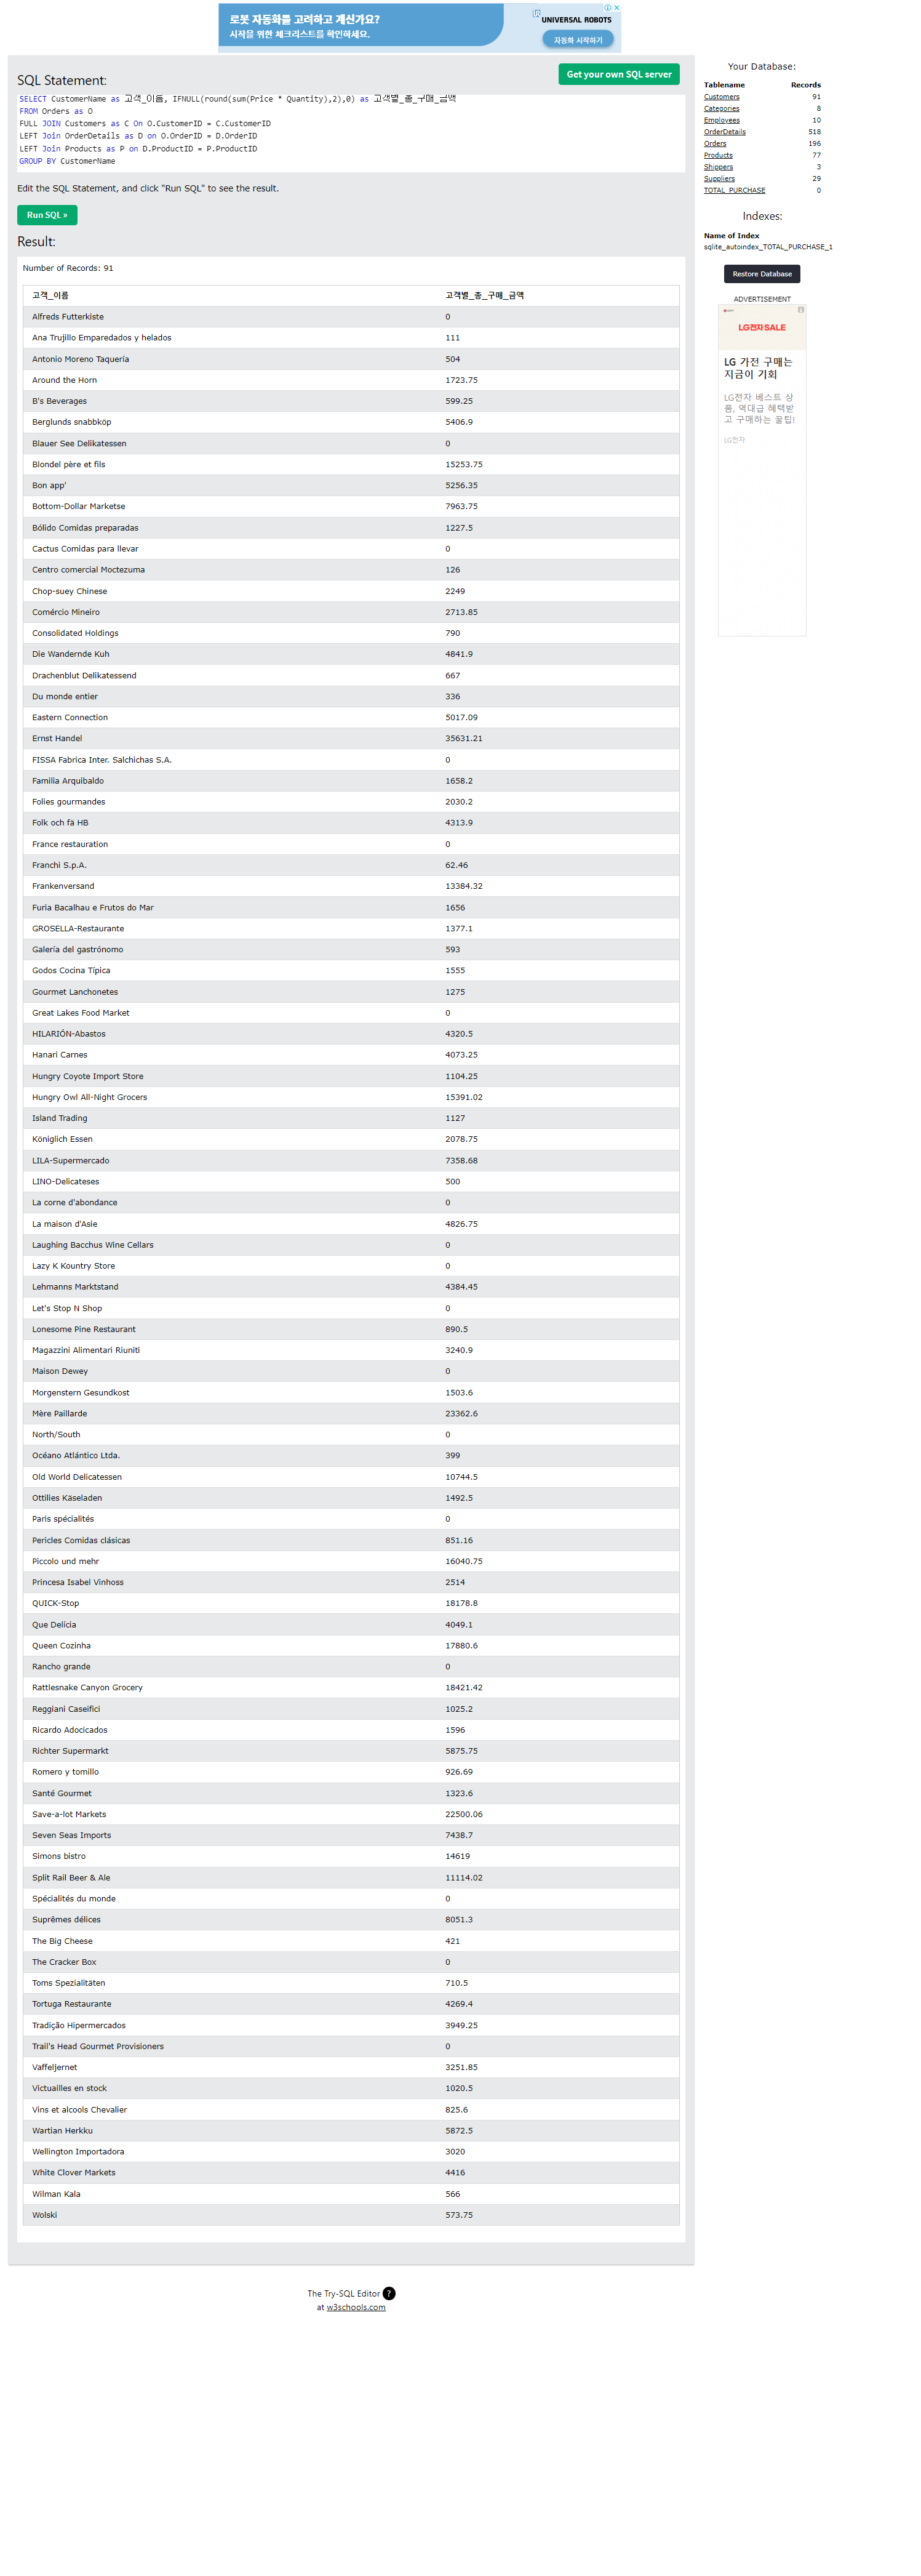 로봇 자동화를 고려하고 계신가요?
시작을 위한 체크리스트를 확인하세요.
UNIVERSAL ROBOTS
자동화 시작하기
SQL Statement:
Get your own SQL server
SELECT CustomerName as 고객_이름, IFNULL(round(sum(Price * Quantity),2),0) as 고객별_총_구매_금액
FROM Orders as O
FULL JOIN Customers as C On O.CustomerID = C.CustomerID
LEFT Join OrderDetails as D on O.OrderID = D.OrderID
LEFT Join Products as P on D.ProductID = P.ProductID
GROUP BY CustomerName
Edit the SQL Statement, and click "Run SQL" to see the result.
Run SQL »
Result:
Number of Records: 91
고객_이름 고객별_총_구매_금액
Alfreds Futterkiste 0
Ana Trujillo Emparedados y helados 111
Antonio Moreno Taquería 504
Around the Horn 1723.75
B's Beverages 599.25
Berglunds snabbköp 5406.9
Blauer See Delikatessen 0
Blondel père et fils 15253.75
Bon app' 5256.35
Bottom-Dollar Marketse 7963.75
Bólido Comidas preparadas 1227.5
Cactus Comidas para llevar 0
Centro comercial Moctezuma 126
Chop-suey Chinese 2249
Comércio Mineiro 2713.85
Consolidated Holdings 790
Die Wandernde Kuh 4841.9
Drachenblut Delikatessend 667
Du monde entier 336
Eastern Connection 5017.09
Ernst Handel 35631.21
FISSA Fabrica Inter. Salchichas S.A. 0
Familia Arquibaldo 1658.2
Folies gourmandes 2030.2
Folk och fä HB 4313.9
France restauration 0
Franchi S.p.A. 62.46
Frankenversand 13384.32
Furia Bacalhau e Frutos do Mar 1656
GROSELLA-Restaurante 1377.1
Galería del gastrónomo 593
Godos Cocina Típica 1555
Gourmet Lanchonetes 1275
Great Lakes Food Market 0
HILARIÓN-Abastos 4320.5
Hanari Carnes 4073.25
Hungry Coyote Import Store 1104.25
Hungry Owl All-Night Grocers 15391.02
Island Trading 1127
Königlich Essen 2078.75
LILA-Supermercado 7358.68
LINO-Delicateses 500
La corne d'abondance 0
La maison d'Asie 4826.75
Laughing Bacchus Wine Cellars 0
Lazy K Kountry Store 0
Lehmanns Marktstand 4384.45
Let's Stop N Shop 0
Lonesome Pine Restaurant 890.5
Magazzini Alimentari Riuniti 3240.9
Maison Dewey 0
Morgenstern Gesundkost 1503.6
Mère Paillarde 23362.6
North/South 0
Océano Atlántico Ltda. 399
Old World Delicatessen 10744.5
Ottilies Käseladen 1492.5
Paris spécialités 0
Pericles Comidas clásicas 851.16
Piccolo und mehr 16040.75
Princesa Isabel Vinhoss 2514
QUICK-Stop 18178.8
Que Delícia 4049.1
Queen Cozinha 17880.6
Rancho grande 0
Rattlesnake Canyon Grocery 18421.42
Reggiani Caseifici 1025.2
Ricardo Adocicados 1596
Richter Supermarkt 5875.75
Romero y tomillo 926.69
Santé Gourmet 1323.6
Save-a-lot Markets 22500.06
Seven Seas Imports 7438.7
Simons bistro 14619
Split Rail Beer & Ale 11114.02
Spécialités du monde 0
Suprêmes délices 8051.3
The Big Cheese 421
The Cracker Box 0
Toms Spezialitäten 710.5
Tortuga Restaurante 4269.4
Tradição Hipermercados 3949.25
Trail's Head Gourmet Provisioners 0
Vaffeljernet 3251.85
Victuailles en stock 1020.5
Vins et alcools Chevalier 825.6
Wartian Herkku 5872.5
Wellington Importadora 3020
White Clover Markets 4416
Wilman Kala 566
Wolski 573.75
Your Database:
Tablename Records
Customers 91
Categories 8
Employees 10
OrderDetails 518
Orders 196
Products 77
Shippers 3
Suppliers 29
TOTAL_PURCHASE 0
Indexes:
Name of Index
sqlite_autoindex_TOTAL_PURCHASE_1
Restore Database
ADVERTISEMENT
LG전자 SALE
LG 가전 구매는
지금이 기회
LG전자 베스트 상
품, 역대급 혜택받
고 구매하는 꿀팁!
LG전자
The Try-SQL Editor ?
at w3schools.com